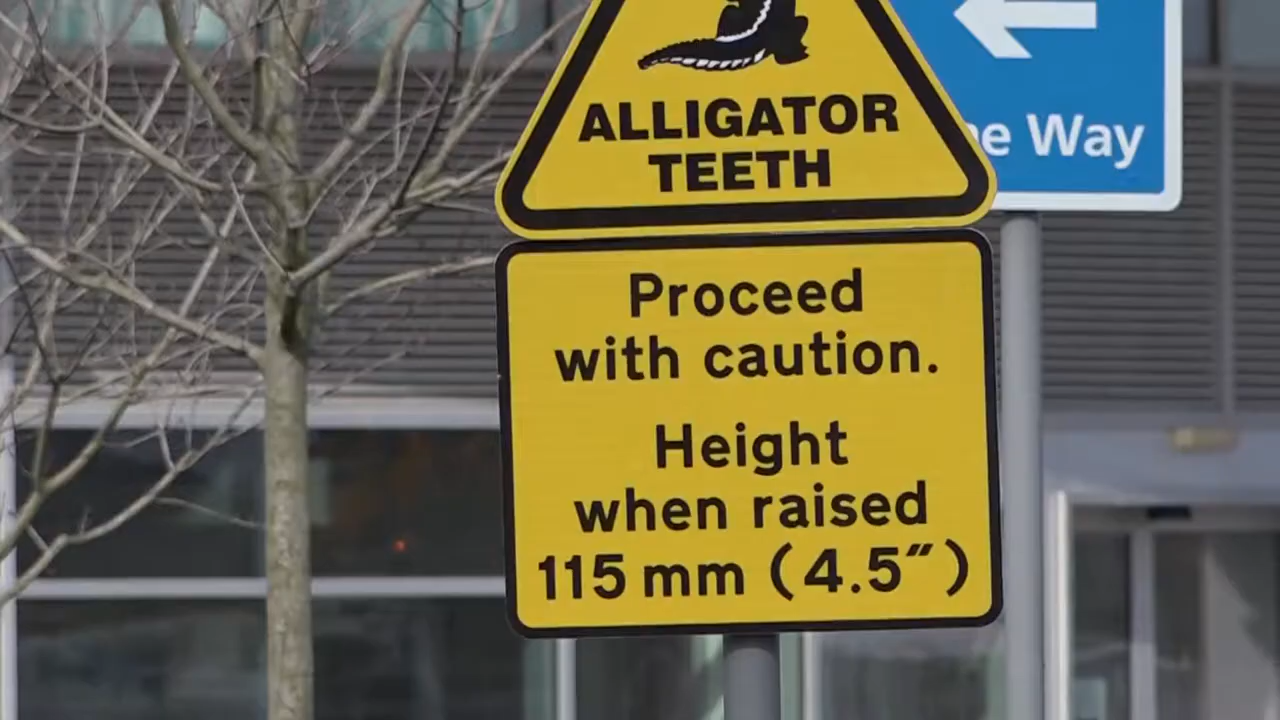 ALLIGATOR
TEETH
Proceed
with caution.
Height
when raised
115 mm (4.5″)
Way